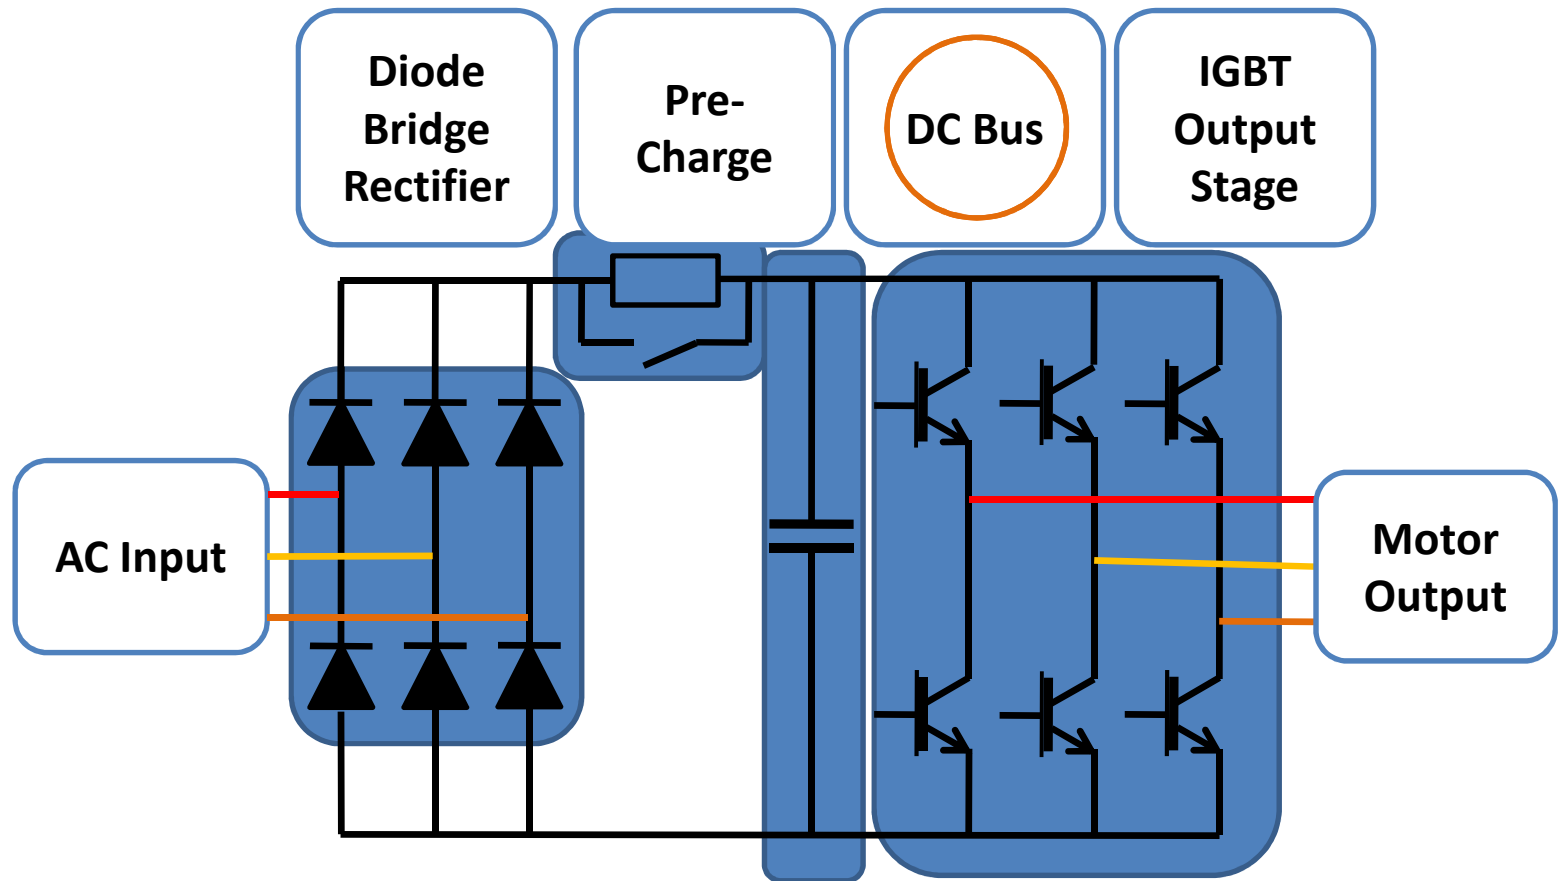 Diode
Bridge
Rectifier
Pre-
Charge
DC Bus
IGBT
Output
Stage
AC Input
Motor
Output